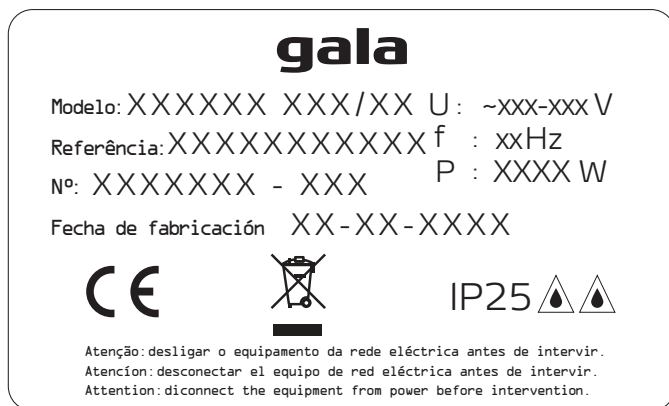 gala
Modelo: XXXXXX XXX/XX U : ~xxx-xxx V
Referência: XXXXXXXXXXX f : xxHz
Nº: XXXXXXX - XXX P : XXXX W
Fecha de fabricación XX-XX-XXXX
CE IP25
Atenção: desligar o equipamento da rede eléctrica antes de intervir.
Atencíon: desconectar el equipo de red eléctrica antes de intervir.
Attention: diconnect the equipment from power before intervention.